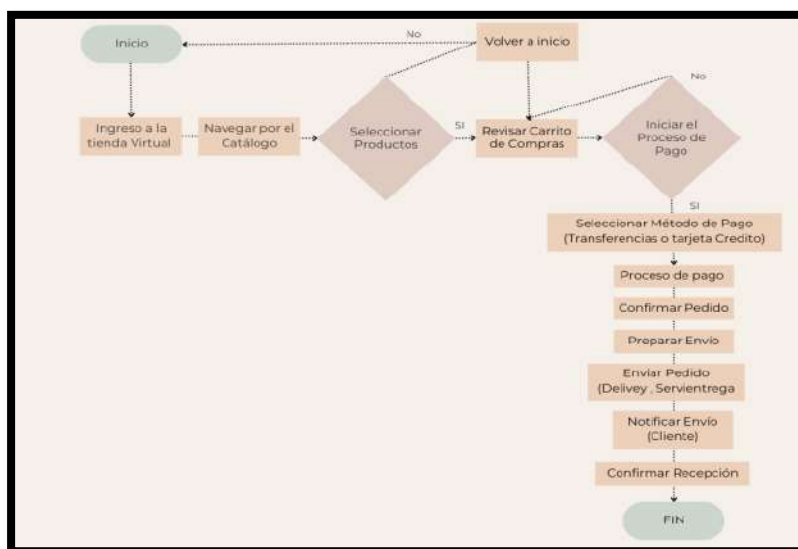 Inicio
No
Volver a inicio
Ingreso a la
tienda Virtual
Navegar por el
Catálogo
Seleccionar
Productos
SI
Revisar Carrito
de Compras
No
Iniciar el
Proceso de
Pago
SI
Seleccionar Método de Pago
(Transferencias o tarjeta Credito)
Proceso de pago
Confirmar Pedido
Preparar Envío
Enviar Pedido
(Delivey , Servientrega
Notificar Envío
(Cliente)
Confirmar Recepción
FIN